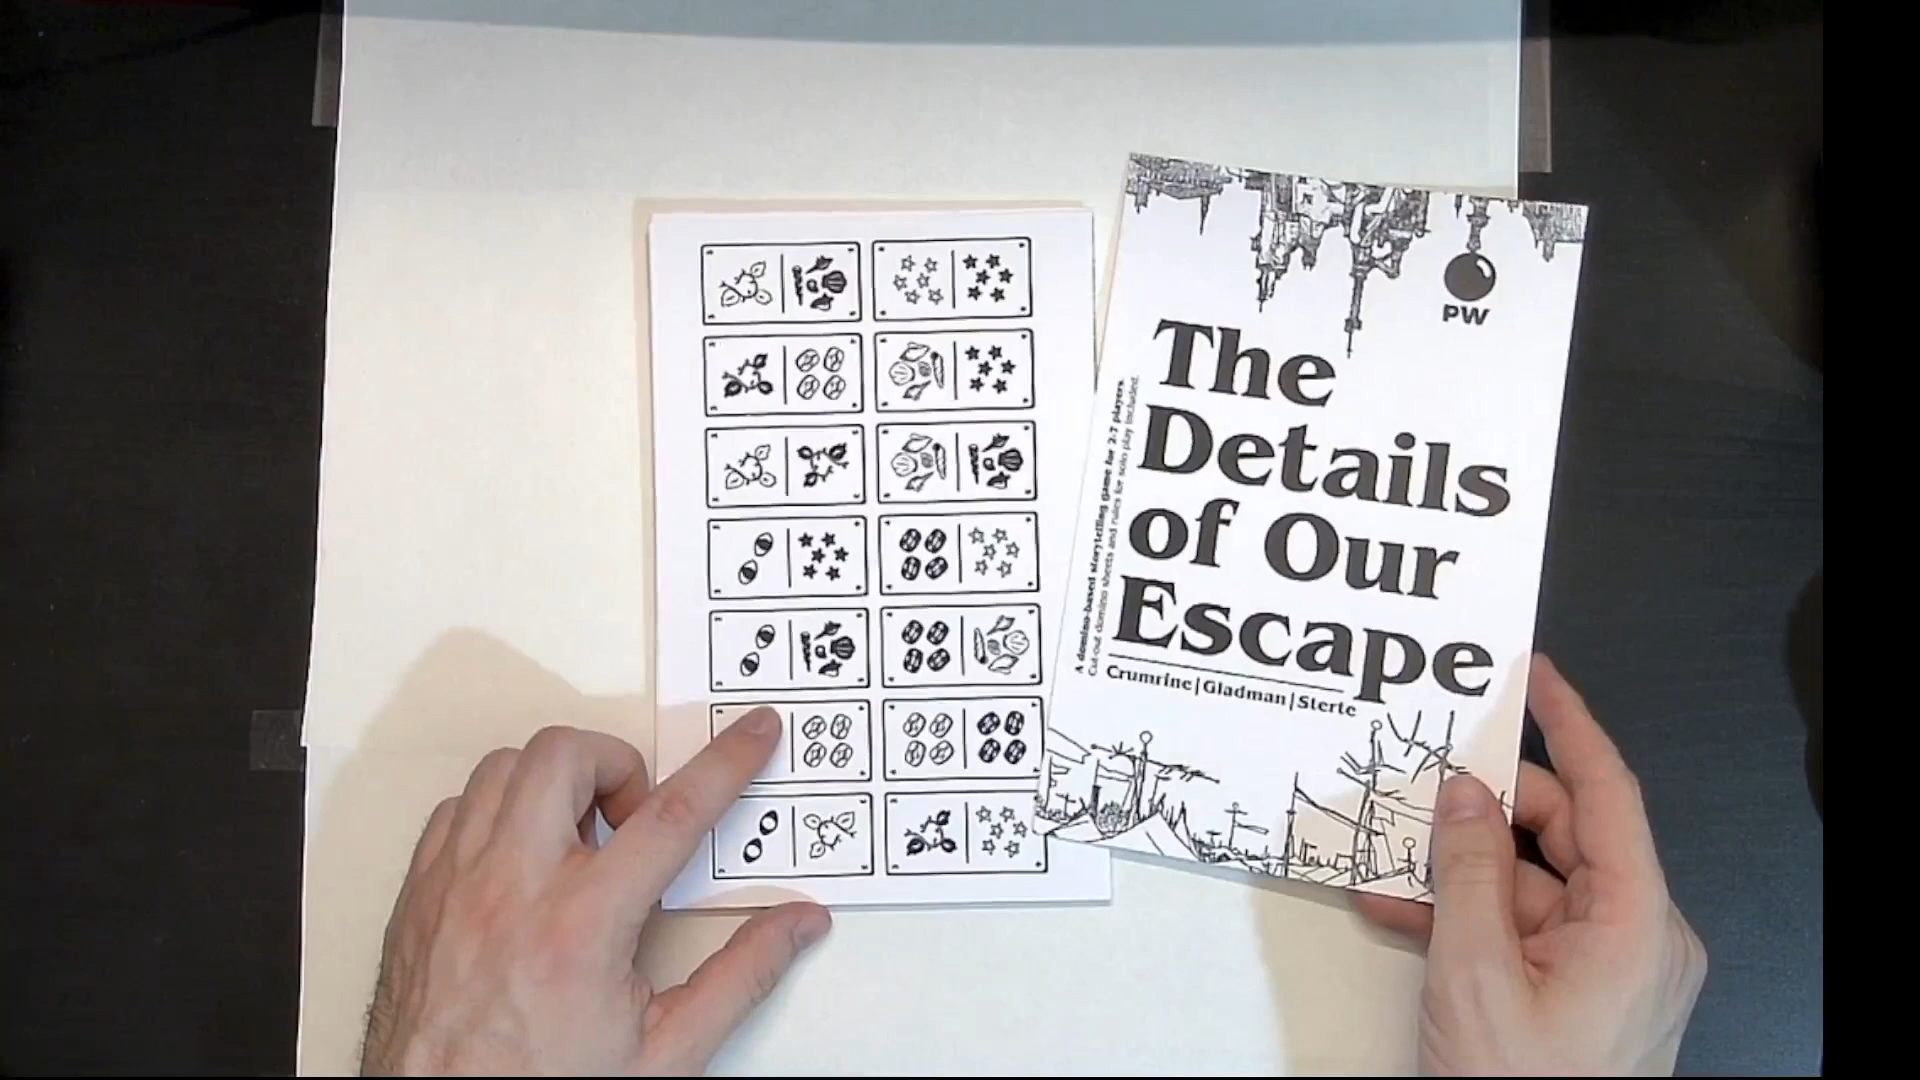 PW
The
Details
of Our
Escape
A domino-based storytelling game for 2-7 players.
Cut-out domino sheets and rules for solo play included.
Crumrine|Gladman|Sterte